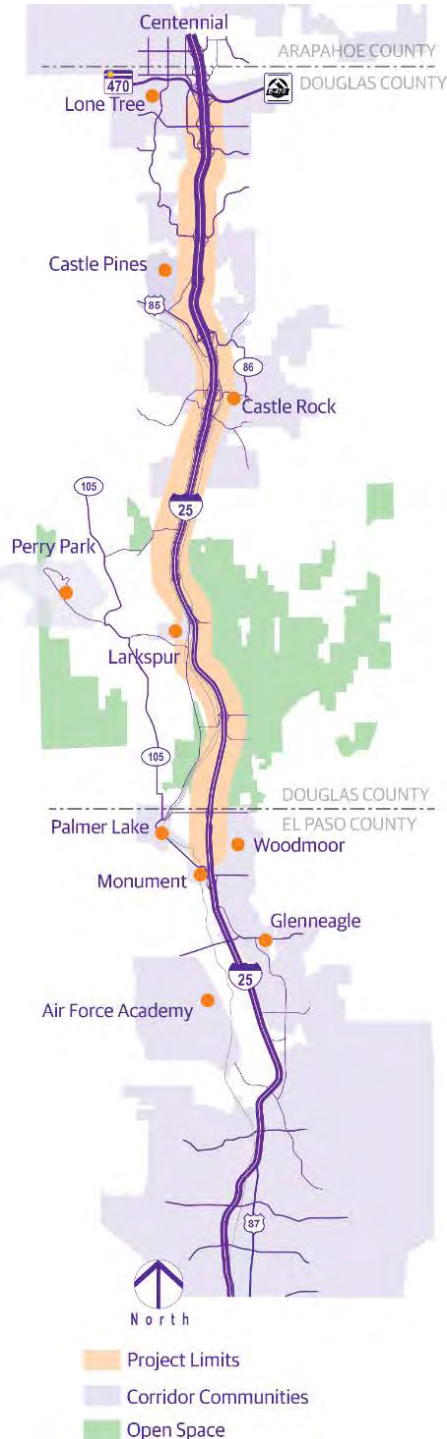 Centennial
ARAPAHOE COUNTY
DOUGLAS COUNTY
470
E-470
Lone Tree
Castle Pines
85
86
Castle Rock
105
25
Perry Park
Larkspur
105
DOUGLAS COUNTY
EL PASO COUNTY
Palmer Lake
Woodmoor
Monument
Glenneagle
25
Air Force Academy
87
North
Project Limits
Corridor Communities
Open Space